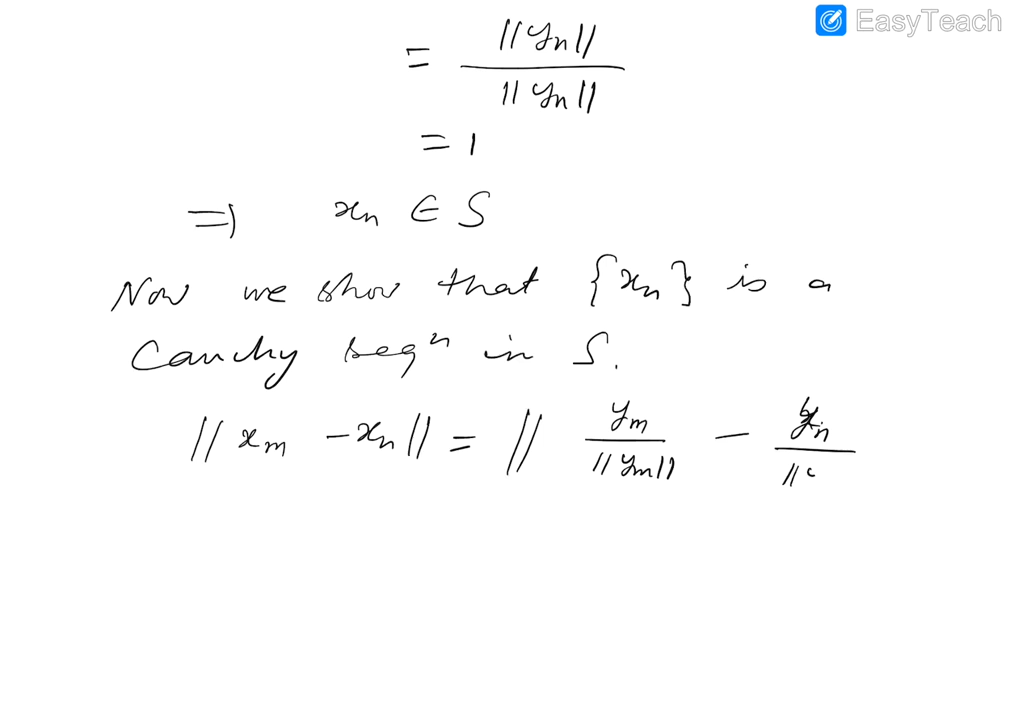 EasyTeach
= ||yn|| / ||yn||
= 1
=> xn ∈ S
Now we show that {xn} is a
Cauchy seqn in S.
||xm - xn|| = || ym / ||ym|| - yn / ||